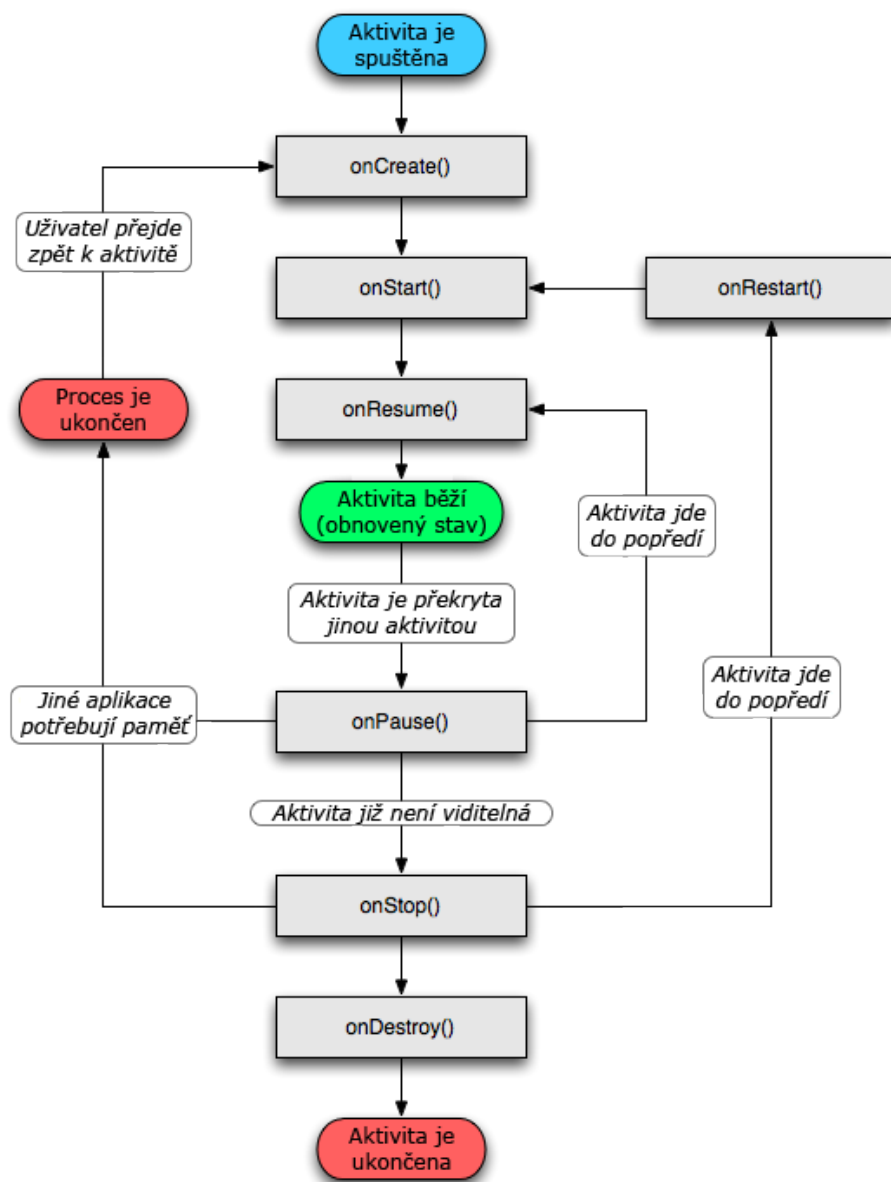 Aktivita je
spuštěna
onCreate()
Uživatel přejde
zpět k aktivitě
onStart()
onRestart()
Proces je
ukončen
onResume()
Aktivita běží
(obnovený stav)
Aktivita jde
do popředí
Aktivita je překryta
jinou aktivitou
Aktivita jde
do popředí
Jiné aplikace
potřebují paměť
onPause()
Aktivita již není viditelná
onStop()
onDestroy()
Aktivita je
ukončena